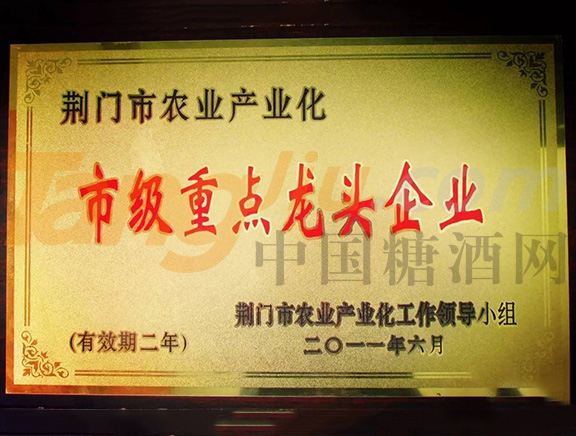 荆门市农业产业化
市级重点龙头企业
TangJiu.com
中国糖酒网
荆门市农业产业化工作领导小组
(有效期二年)
二〇一一年六月